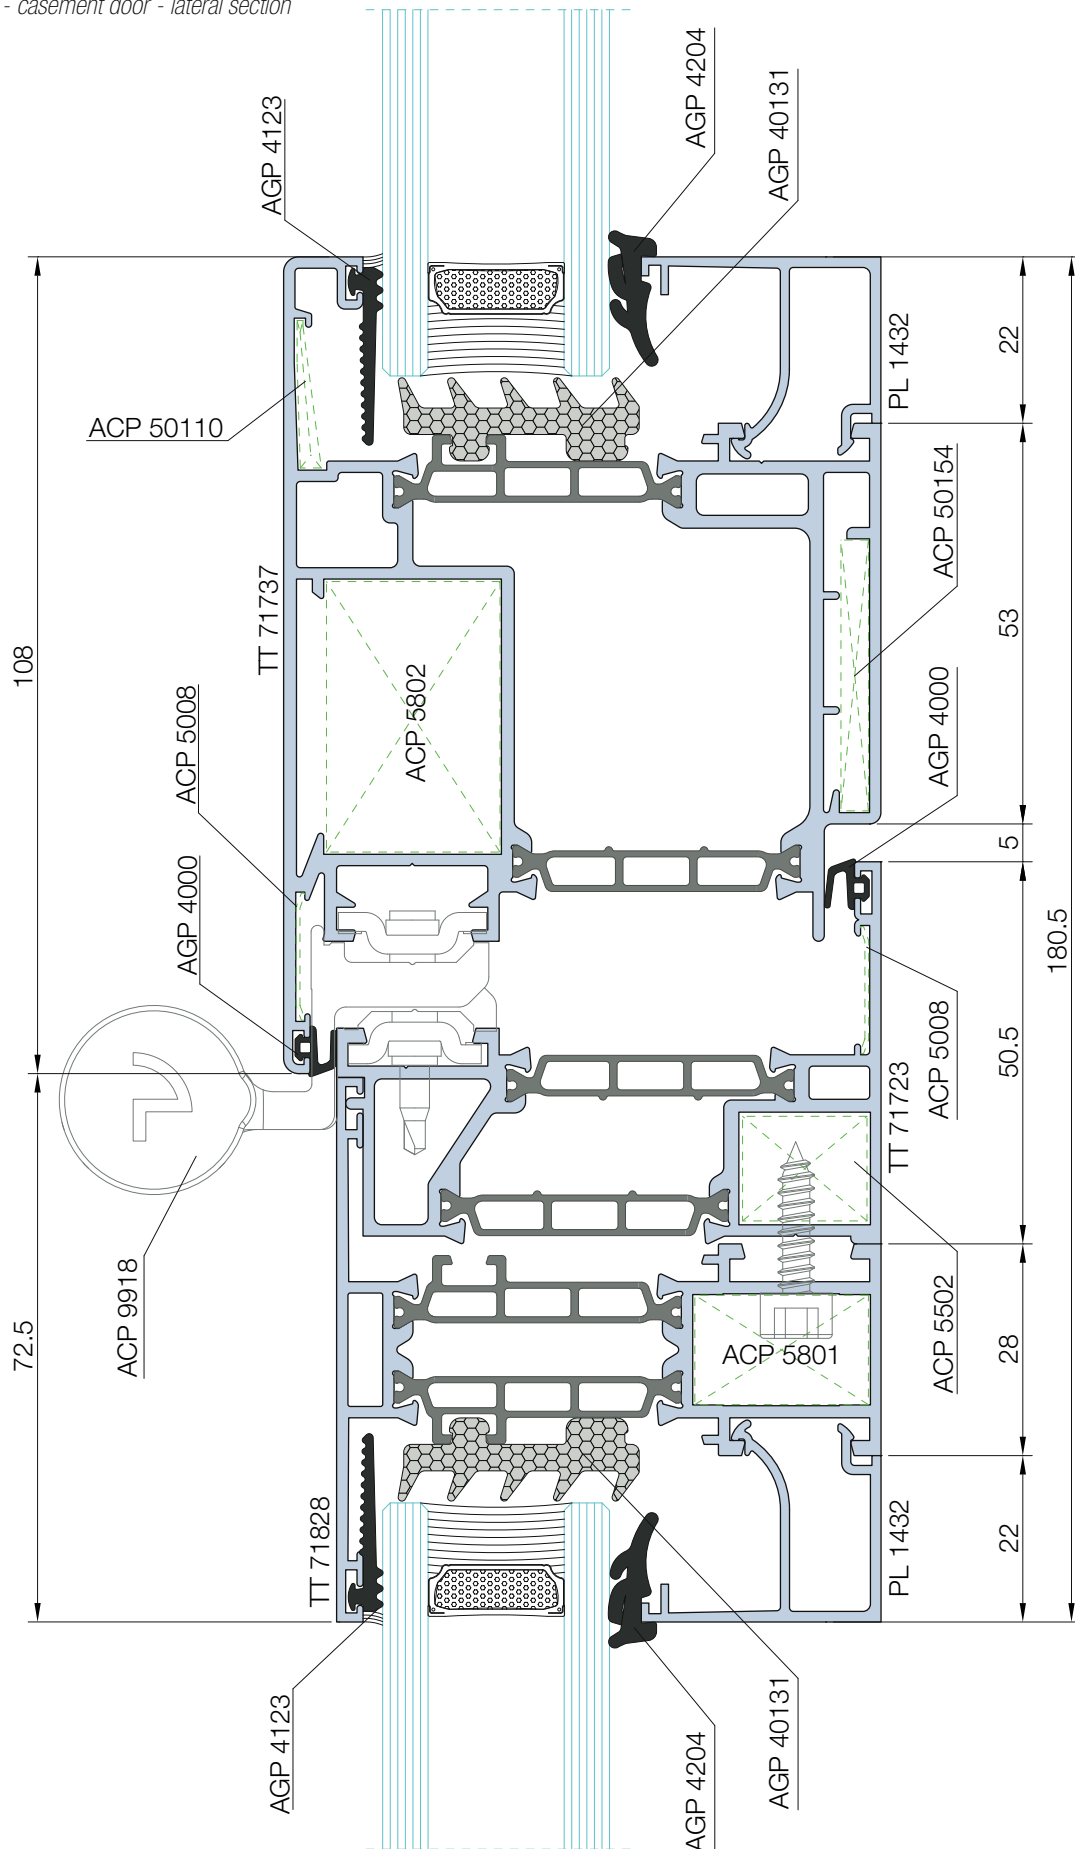 - casement door - lateral section
AGP 4204
AGP 40131
AGP 4123
ACP 50110
PL 1432
22
ACP 50154
TT 71737
108
ACP 5802
53
ACP 5008
AGP 4000
5
AGP 4000
180.5
ACP 5008
50.5
TT 71723
ACP 9918
72.5
ACP 5502
ACP 5801
28
TT 71828
PL 1432
22
AGP 4123
AGP 40131
AGP 4204